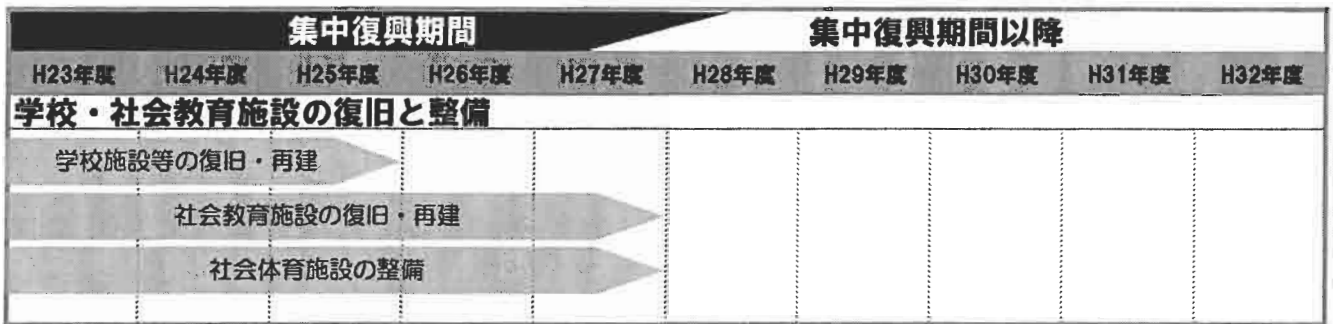 集中復興期間 集中復興期間以降
H23年度 H24年度 H25年度 H26年度 H27年度 H28年度 H29年度 H30年度 H31年度 H32年度
学校・社会教育施設の復旧と整備
学校施設等の復旧・再建
社会教育施設の復旧・再建
社会体育施設の整備